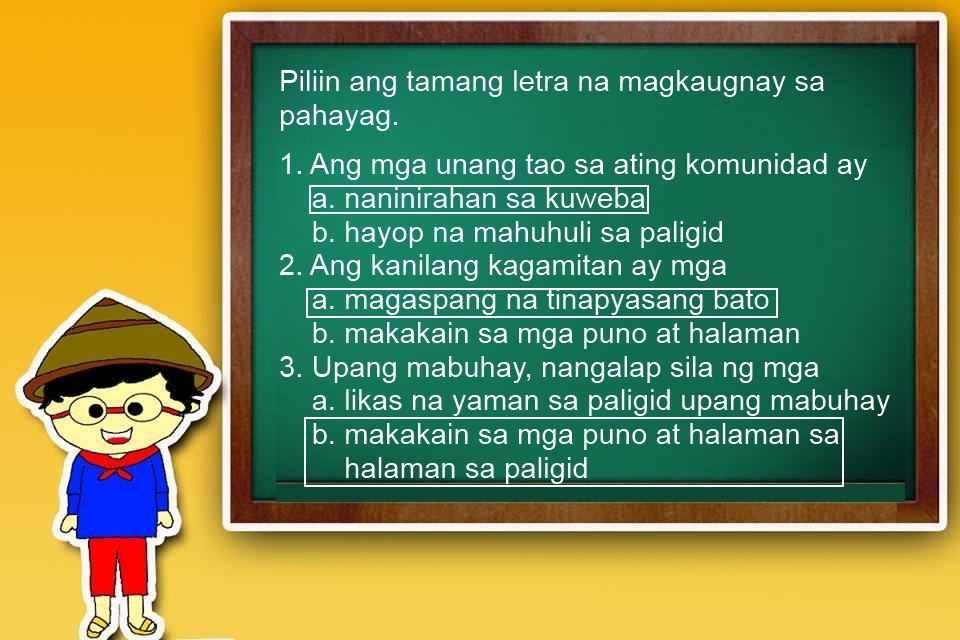 Piliin ang tamang letra na magkaugnay sa
pahayag.
1. Ang mga unang tao sa ating komunidad ay
a. naninirahan sa kuweba
b. hayop na mahuhuli sa paligid
2. Ang kanilang kagamitan ay mga
a. magaspang na tinapyasang bato
b. makakain sa mga puno at halaman
3. Upang mabuhay, nangalap sila ng mga
a. likas na yaman sa paligid upang mabuhay
b. makakain sa mga puno at halaman sa
halaman sa paligid